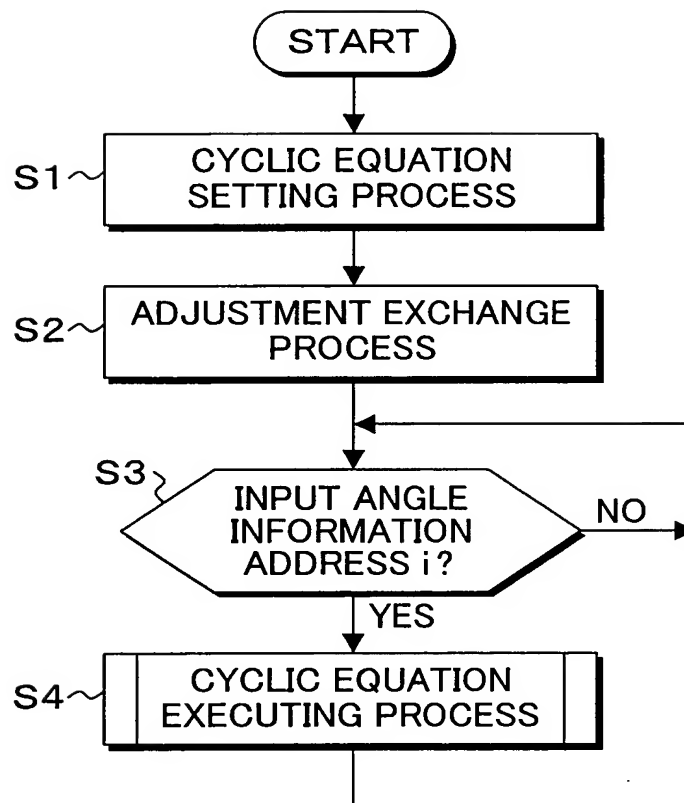 START
S1
CYCLIC EQUATION
SETTING PROCESS
S2
ADJUSTMENT EXCHANGE
PROCESS
S3
INPUT ANGLE
INFORMATION
ADDRESS i?
NO
YES
S4
CYCLIC EQUATION
EXECUTING PROCESS